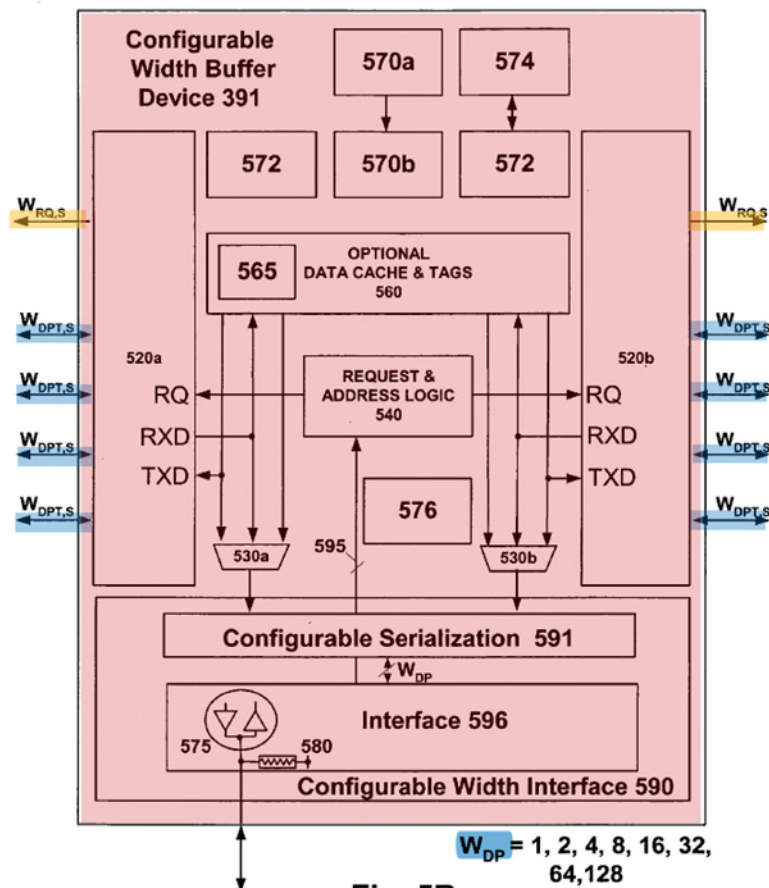 Configurable
Width Buffer
Device 391
570a
574
572
570b
572
W_RQ,S
W_RQ,S
OPTIONAL
565
DATA CACHE & TAGS
560
W_DPT,S
W_DPT,S
520a
520b
W_DPT,S
REQUEST &
W_DPT,S
RQ
ADDRESS LOGIC
RQ
540
W_DPT,S
RXD
RXD
W_DPT,S
TXD
TXD
W_DPT,S
576
W_DPT,S
595
530a
530b
Configurable Serialization 591
W_DP
Interface 596
575
580
Configurable Width Interface 590
W_DP = 1, 2, 4, 8, 16, 32,
64,128